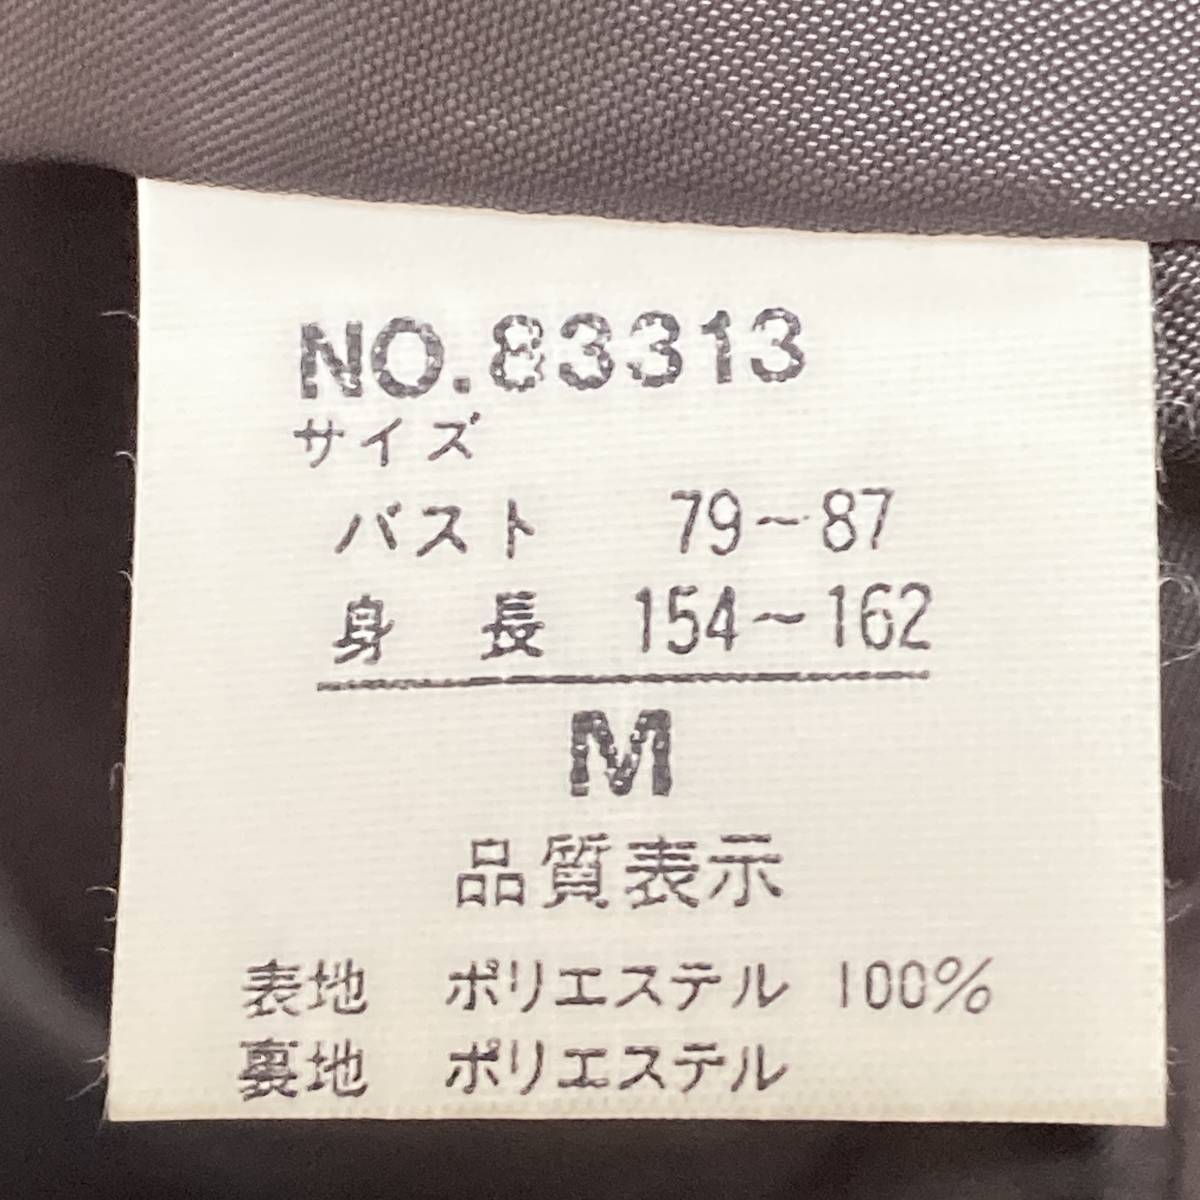 NO.83313
サイズ
バスト 79~87
身長 154~162
M
品質表示
表地 ポリエステル 100%
裏地 ポリエステル